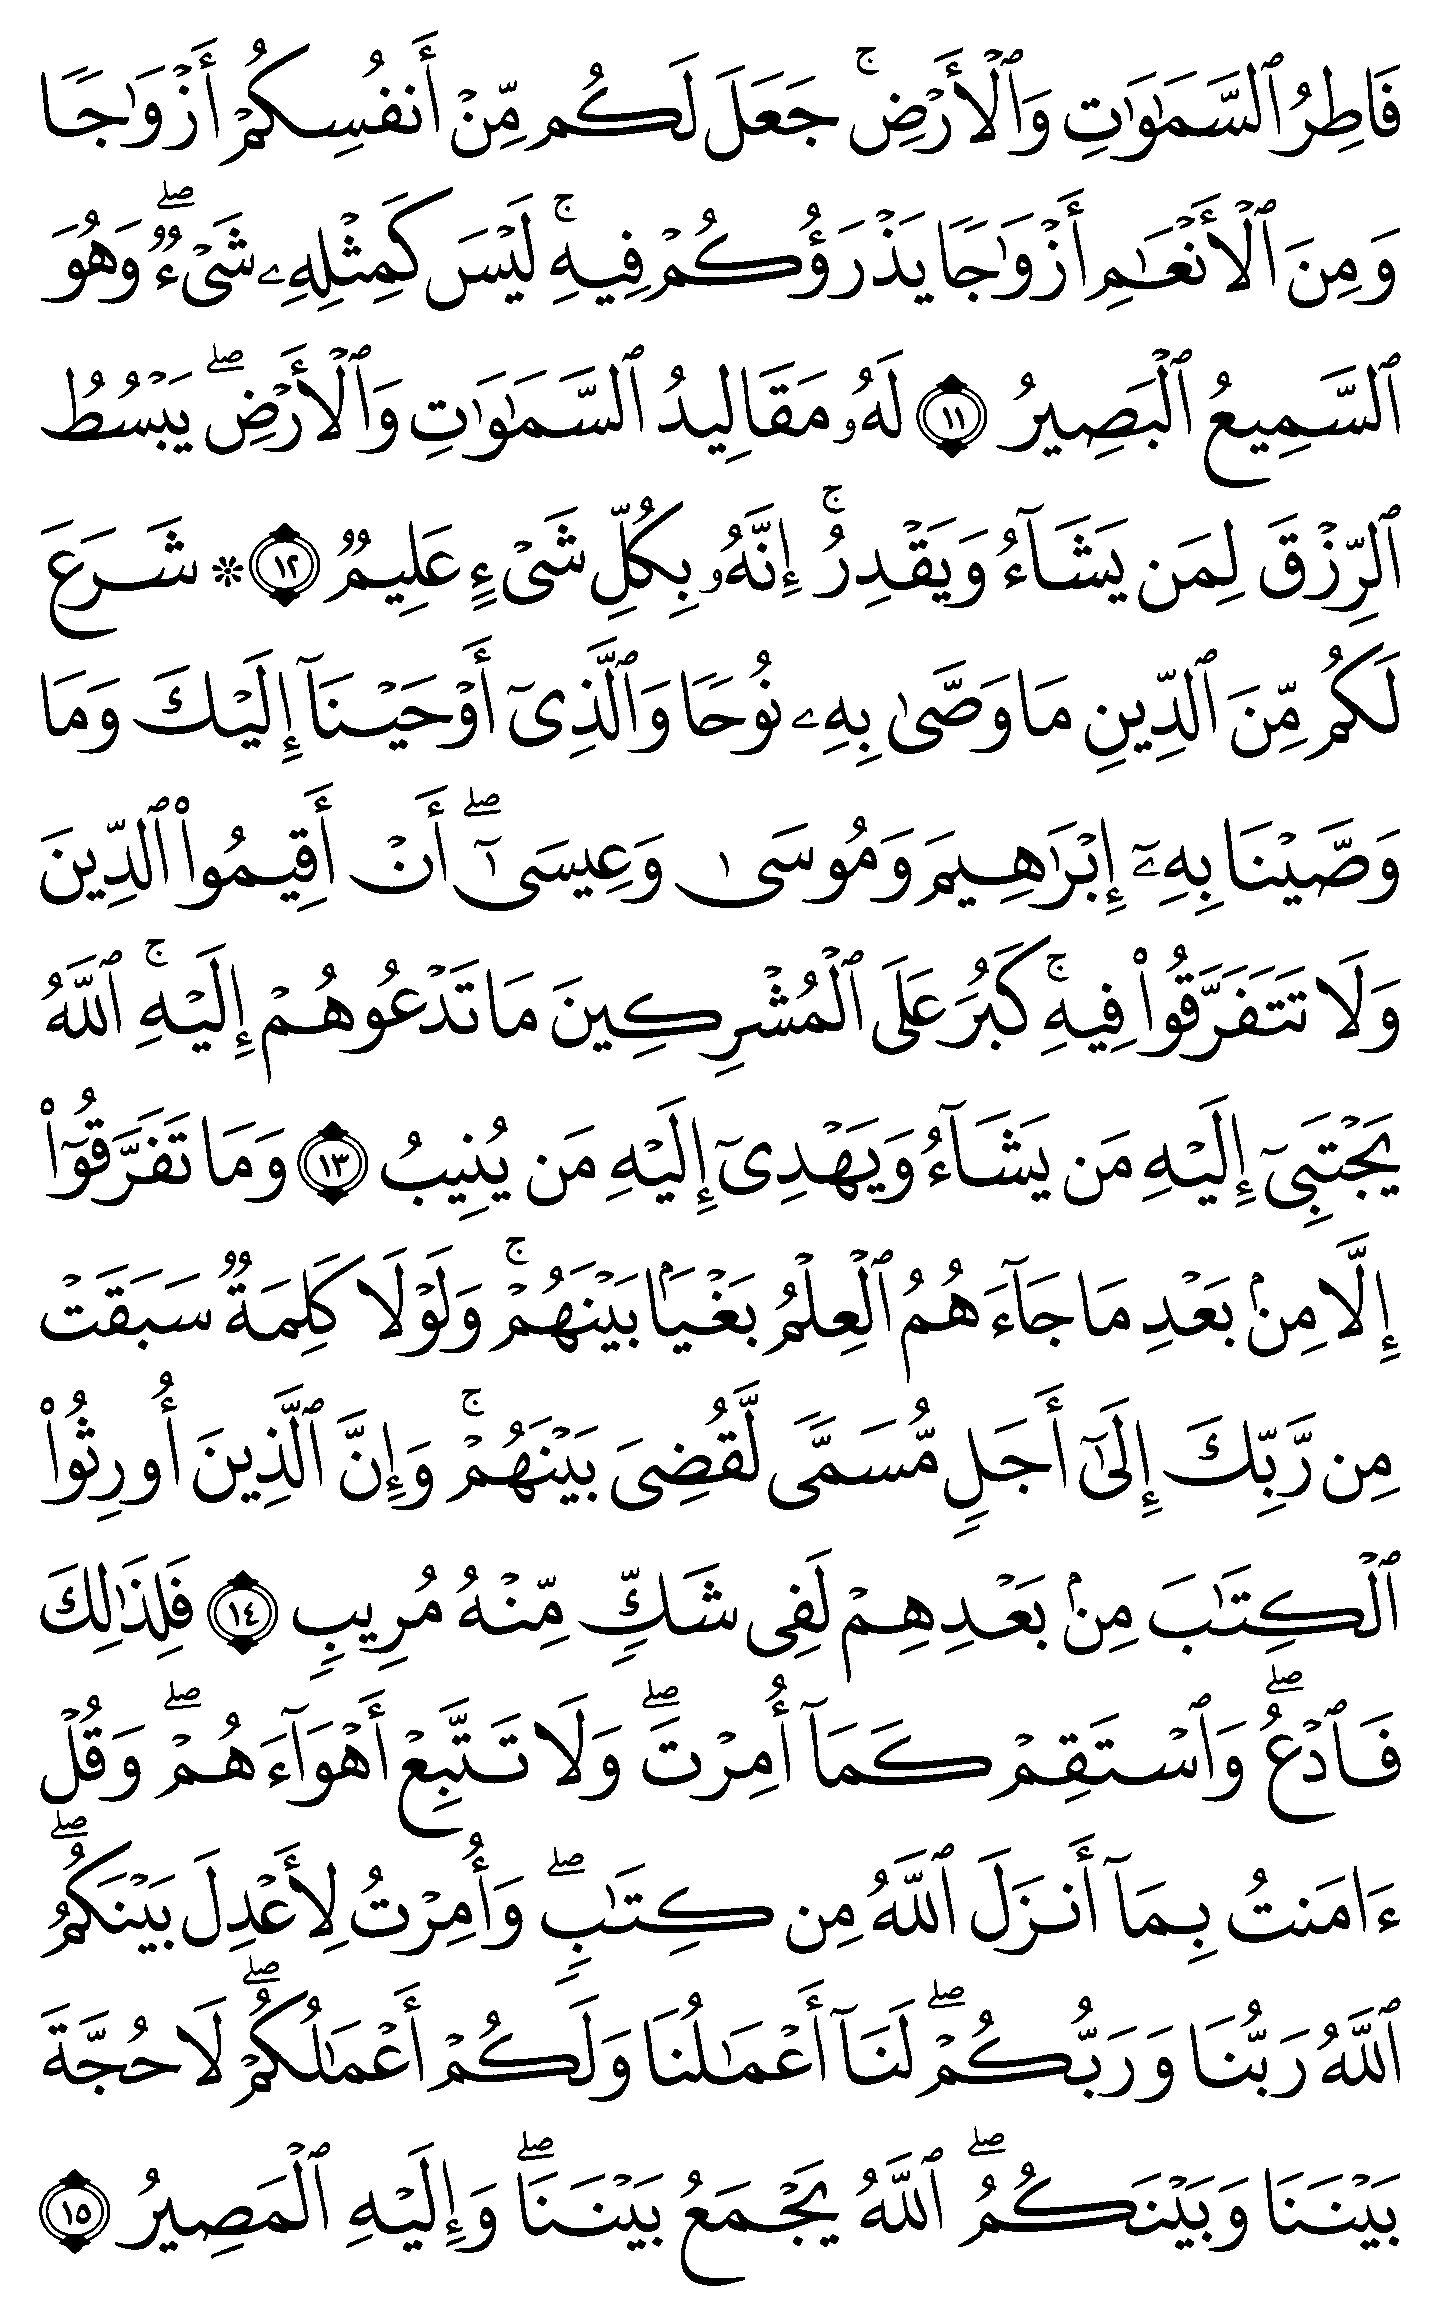 فَاطِرُ ٱلسَّمَٰوَٰتِ وَٱلۡأَرۡضِۚ جَعَلَ لَكُم مِّنۡ أَنفُسِكُمۡ أَزۡوَٰجٗا
وَمِنَ ٱلۡأَنۡعَٰمِ أَزۡوَٰجٗا يَذۡرَؤُكُمۡ فِيهِۚ لَيۡسَ كَمِثۡلِهِۦ شَيۡءٞۖ وَهُوَ
ٱلسَّمِيعُ ٱلۡبَصِيرُ ١١ لَهُۥ مَقَالِيدُ ٱلسَّمَٰوَٰتِ وَٱلۡأَرۡضِۖ يَبۡسُطُ
ٱلرِّزۡقَ لِمَن يَشَآءُ وَيَقۡدِرُۚ إِنَّهُۥ بِكُلِّ شَيۡءٍ عَلِيمٞ ١٢ ۞ شَرَعَ
لَكُم مِّنَ ٱلدِّينِ مَا وَصَّىٰ بِهِۦ نُوحٗا وَٱلَّذِيٓ أَوۡحَيۡنَآ إِلَيۡكَ وَمَا
وَصَّيۡنَا بِهِۦٓ إِبۡرَٰهِيمَ وَمُوسَىٰ وَعِيسَىٰٓۖ أَنۡ أَقِيمُواْ ٱلدِّينَ
وَلَا تَتَفَرَّقُواْ فِيهِۚ كَبُرَ عَلَى ٱلۡمُشۡرِكِينَ مَا تَدۡعُوهُمۡ إِلَيۡهِۚ ٱللَّهُ
يَجۡتَبِيٓ إِلَيۡهِ مَن يَشَآءُ وَيَهۡدِيٓ إِلَيۡهِ مَن يُنِيبُ ١٣ وَمَا تَفَرَّقُوٓاْ
إِلَّا مِنۢ بَعۡدِ مَا جَآءَهُمُ ٱلۡعِلۡمُ بَغۡيَۢا بَيۡنَهُمۡۚ وَلَوۡلَا كَلِمَةٞ سَبَقَتۡ
مِن رَّبِّكَ إِلَىٰٓ أَجَلٖ مُّسَمّٗى لَّقُضِيَ بَيۡنَهُمۡۚ وَإِنَّ ٱلَّذِينَ أُورِثُواْ
ٱلۡكِتَٰبَ مِنۢ بَعۡدِهِمۡ لَفِي شَكّٖ مِّنۡهُ مُرِيبٖ ١٤ فَلِذَٰلِكَ
فَٱدۡعُۖ وَٱسۡتَقِمۡ كَمَآ أُمِرۡتَۖ وَلَا تَتَّبِعۡ أَهۡوَآءَهُمۡۖ وَقُلۡ
ءَامَنتُ بِمَآ أَنزَلَ ٱللَّهُ مِن كِتَٰبٖۖ وَأُمِرۡتُ لِأَعۡدِلَ بَيۡنَكُمُۖ
ٱللَّهُ رَبُّنَا وَرَبُّكُمۡۖ لَنَآ أَعۡمَٰلُنَا وَلَكُمۡ أَعۡمَٰلُكُمۡۖ لَا حُجَّةَ
بَيۡنَنَا وَبَيۡنَكُمُۖ ٱللَّهُ يَجۡمَعُ بَيۡنَنَاۖ وَإِلَيۡهِ ٱلۡمَصِيرُ ١٥